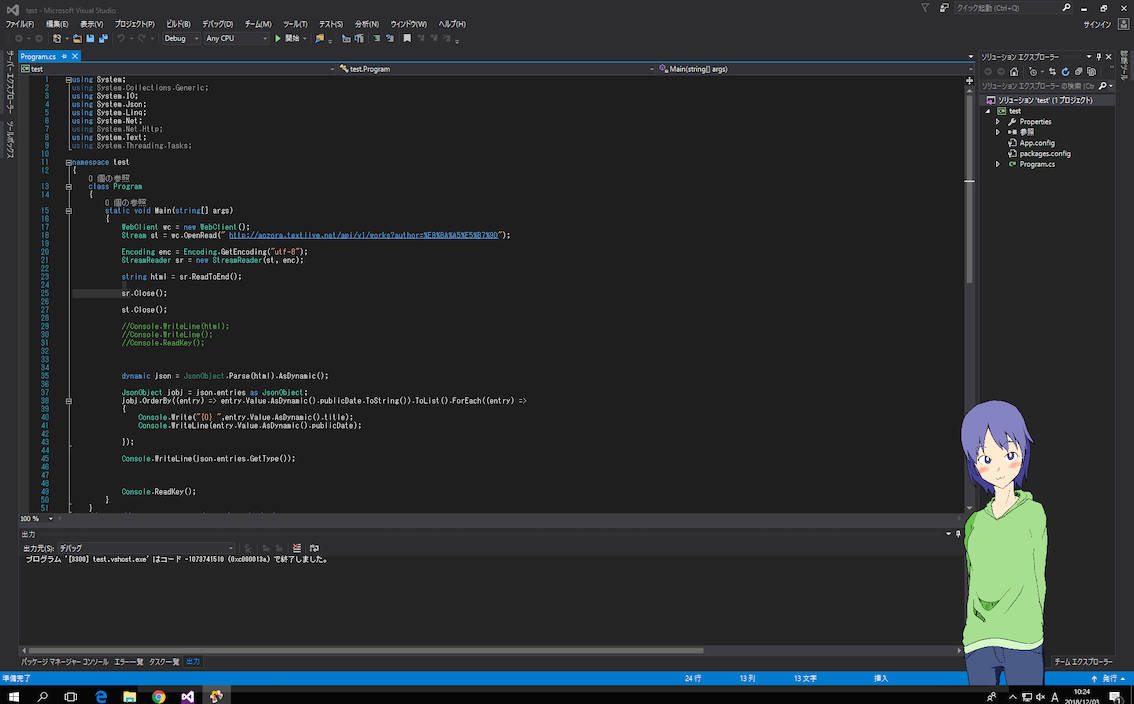 test - Microsoft Visual Studio
クイック起動 (Ctrl+Q)
ファイル(F) 編集(E) 表示(V) プロジェクト(P) ビルド(B) デバッグ(D) チーム(M) ツール(T) テスト(S) 分析(N) ウィンドウ(W) ヘルプ(H)
サインイン
Debug Any CPU 開始
サーバー エクスプローラー
ツールボックス
Program.cs
test test.Program Main(string[] args)
1 using System;
2 using System.Collections.Generic;
3 using System.IO;
4 using System.Json;
5 using System.Linq;
6 using System.Net;
7 using System.Net.Http;
8 using System.Text;
9 using System.Threading.Tasks;
10
11 namespace test
12 {
0 個の参照
13 class Program
14 {
0 個の参照
15 static void Main(string[] args)
16 {
17 WebClient wc = new WebClient();
18 Stream st = wc.OpenRead(" http://aozora.textlive.net/api/v1/works?author=%E8%8A%A5%E5%B7%9D");
19
20 Encoding enc = Encoding.GetEncoding("utf-8");
21 StreamReader sr = new StreamReader(st, enc);
22
23 string html = sr.ReadToEnd();
24
25 sr.Close();
26
27 st.Close();
28
29 //Console.WriteLine(html);
30 //Console.WriteLine();
31 //Console.ReadKey();
32
33
34
35 dynamic json = JsonObject.Parse(html).AsDynamic();
36
37 JsonObject jobj = json.entries as JsonObject;
38 jobj.OrderBy((entry) => entry.Value.AsDynamic().publicDate.ToString()).ToList().ForEach((entry) =>
39 {
40 Console.Write("{0} ",entry.Value.AsDynamic().title);
41 Console.WriteLine(entry.Value.AsDynamic().publicDate);
42
43 });
44
45 Console.WriteLine(json.entries.GetType());
46
47
48
49 Console.ReadKey();
50 }
51 }
100 %
出力
出力元(S): デバッグ
プログラム '[8300] test.vshost.exe' はコード -1073741510 (0xc000013a) で終了しました。
パッケージ マネージャー コンソール エラー一覧 タスク一覧 出力
ソリューション エクスプローラー
ソリューション エクスプローラー の検索 (Ctr
ソリューション 'test' (1 プロジェクト)
test
Properties
参照
App.config
packages.config
Program.cs
診断ツール
チーム エクスプローラー
準備完了 24 行 13 列 13 文字 挿入 発行
A 10:24
2018/12/03